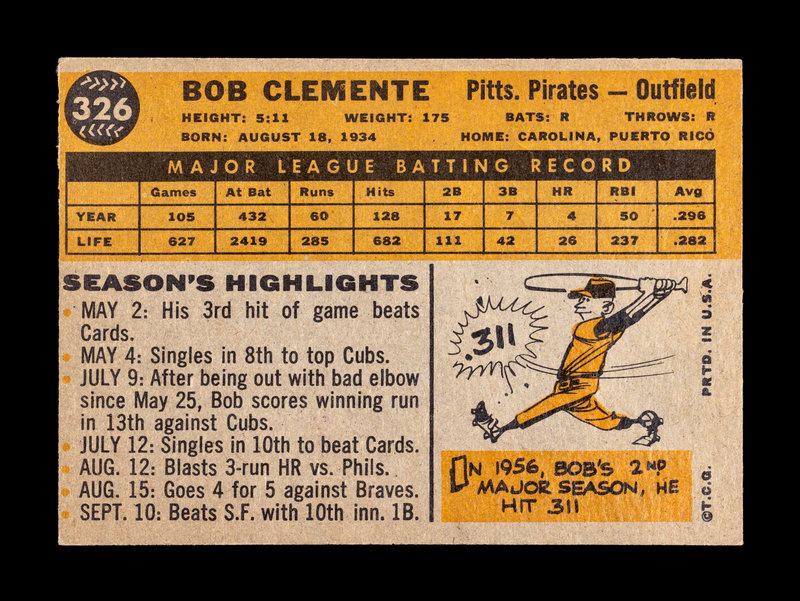 326
BOB CLEMENTE Pitts. Pirates — Outfield
HEIGHT: 5:11 WEIGHT: 175 BATS: R THROWS: R
BORN: AUGUST 18, 1934 HOME: CAROLINA, PUERTO RICO
MAJOR LEAGUE BATTING RECORD
Games At Bat Runs Hits 2B 3B HR RBI Avg
YEAR 105 432 60 128 17 7 4 50 .296
LIFE 627 2419 285 682 111 42 26 237 .282
SEASON'S HIGHLIGHTS
MAY 2: His 3rd hit of game beats
Cards.
MAY 4: Singles in 8th to top Cubs.
JULY 9: After being out with bad elbow
since May 25, Bob scores winning run
in 13th against Cubs.
JULY 12: Singles in 10th to beat Cards.
AUG. 12: Blasts 3-run HR vs. Phils.
AUG. 15: Goes 4 for 5 against Braves.
SEPT. 10: Beats S.F. with 10th inn. 1B.
.311
IN 1956, BOB'S 2ND
MAJOR SEASON, HE
HIT .311
PRTD. IN U.S.A.
©T.C.G.